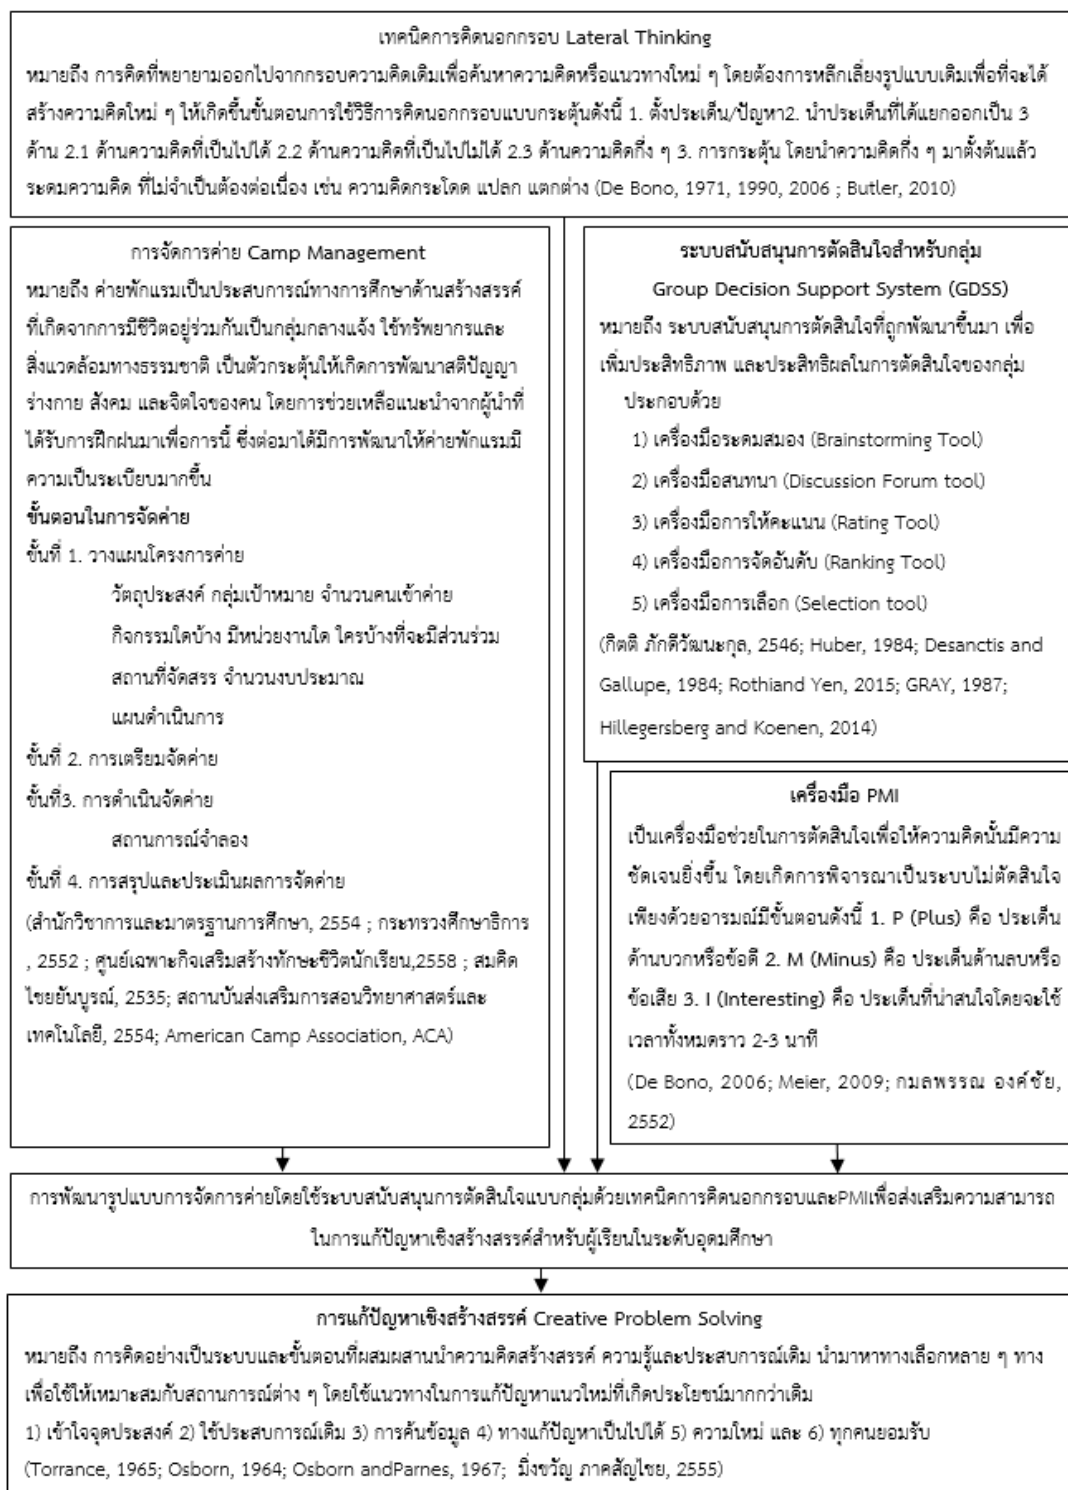 เทคนิคการคิดนอกกรอบ Lateral Thinking
หมายถึง การคิดที่พยายามออกไปจากกรอบความคิดเดิมเพื่อค้นหาความคิดหรือแนวทางใหม่ ๆ โดยต้องการหลีกเลี่ยงรูปแบบเดิมเพื่อที่จะได้
สร้างความคิดใหม่ ๆ ให้เกิดขึ้นขั้นตอนการใช้วิธีการคิดนอกกรอบแบบกระตุ้นดังนี้ 1. ตั้งประเด็น/ปัญหา2. นำประเด็นที่ได้แยกออกเป็น 3
ด้าน 2.1 ด้านความคิดที่เป็นไปได้ 2.2 ด้านความคิดที่เป็นไปไม่ได้ 2.3 ด้านความคิดกึ่ง ๆ 3. การกระตุ้น โดยนำความคิดกึ่ง ๆ มาตั้งต้นแล้ว
ระดมความคิด ที่ไม่จำเป็นต้องต่อเนื่อง เช่น ความคิดกระโดด แปลก แตกต่าง (De Bono, 1971, 1990, 2006 ; Butler, 2010)
การจัดการค่าย Camp Management
หมายถึง ค่ายพักแรมเป็นประสบการณ์ทางการศึกษาด้านสร้างสรรค์
ที่เกิดจากการมีชีวิตอยู่ร่วมกันเป็นกลุ่มกลางแจ้ง ใช้ทรัพยากรและ
สิ่งแวดล้อมทางธรรมชาติ เป็นตัวกระตุ้นให้เกิดการพัฒนาสติปัญญา
ร่างกาย สังคม และจิตใจของคน โดยการช่วยเหลือแนะนำจากผู้นำที่
ได้รับการฝึกฝนมาเพื่อการนี้ ซึ่งต่อมาได้มีการพัฒนาให้ค่ายพักแรมมี
ความเป็นระเบียบมากขึ้น
ขั้นตอนในการจัดค่าย
ขั้นที่ 1. วางแผนโครงการค่าย
วัตถุประสงค์ กลุ่มเป้าหมาย จำนวนคนเข้าค่าย
กิจกรรมใดบ้าง มีหน่วยงานใด ใครบ้างที่จะมีส่วนร่วม
สถานที่จัดสรร จำนวนงบประมาณ
แผนดำเนินการ
ขั้นที่ 2. การเตรียมจัดค่าย
ขั้นที่3. การดำเนินจัดค่าย
สถานการณ์จำลอง
ขั้นที่ 4. การสรุปและประเมินผลการจัดค่าย
(สำนักวิชาการและมาตรฐานการศึกษา, 2554 ; กระทรวงศึกษาธิการ
, 2552 ; ศูนย์เฉพาะกิจเสริมสร้างทักษะชีวิตนักเรียน,2558 ; สมคิด
ไชยยันบูรณ์, 2535; สถานบันส่งเสริมการสอนวิทยาศาสตร์และ
เทคโนโลยี, 2554; American Camp Association, ACA)
ระบบสนับสนุนการตัดสินใจสำหรับกลุ่ม
Group Decision Support System (GDSS)
หมายถึง ระบบสนับสนุนการตัดสินใจที่ถูกพัฒนาขึ้นมา เพื่อ
เพิ่มประสิทธิภาพ และประสิทธิผลในการตัดสินใจของกลุ่ม
ประกอบด้วย
1) เครื่องมือระดมสมอง (Brainstorming Tool)
2) เครื่องมือสนทนา (Discussion Forum tool)
3) เครื่องมือการให้คะแนน (Rating Tool)
4) เครื่องมือการจัดอันดับ (Ranking Tool)
5) เครื่องมือการเลือก (Selection tool)
(กิตติ ภักดีวัฒนะกุล, 2546; Huber, 1984; Desanctis and
Gallupe, 1984; Rothiand Yen, 2015; GRAY, 1987;
Hillegersberg and Koenen, 2014)
เครื่องมือ PMI
เป็นเครื่องมือช่วยในการตัดสินใจเพื่อให้ความคิดนั้นมีความ
ชัดเจนยิ่งขึ้น โดยเกิดการพิจารณาเป็นระบบไม่ตัดสินใจ
เพียงด้วยอารมณ์มีขั้นตอนดังนี้ 1. P (Plus) คือ ประเด็น
ด้านบวกหรือข้อดี 2. M (Minus) คือ ประเด็นด้านลบหรือ
ข้อเสีย 3. I (Interesting) คือ ประเด็นที่น่าสนใจโดยจะใช้
เวลาทั้งหมดราว 2-3 นาที
(De Bono, 2006; Meier, 2009; กมลพรรณ องค์ชัย,
2552)
การพัฒนารูปแบบการจัดการค่ายโดยใช้ระบบสนับสนุนการตัดสินใจแบบกลุ่มด้วยเทคนิคการคิดนอกกรอบและPMIเพื่อส่งเสริมความสามารถ
ในการแก้ปัญหาเชิงสร้างสรรค์สำหรับผู้เรียนในระดับอุดมศึกษา
การแก้ปัญหาเชิงสร้างสรรค์ Creative Problem Solving
หมายถึง การคิดอย่างเป็นระบบและขั้นตอนที่ผสมผสานนำความคิดสร้างสรรค์ ความรู้และประสบการณ์เดิม นำมาหาทางเลือกหลาย ๆ ทาง
เพื่อใช้ให้เหมาะสมกับสถานการณ์ต่าง ๆ โดยใช้แนวทางในการแก้ปัญหาแนวใหม่ที่เกิดประโยชน์มากกว่าเดิม
1) เข้าใจจุดประสงค์ 2) ใช้ประสบการณ์เดิม 3) การค้นข้อมูล 4) ทางแก้ปัญหาเป็นไปได้ 5) ความใหม่ และ 6) ทุกคนยอมรับ
(Torrance, 1965; Osborn, 1964; Osborn andParnes, 1967; มิ่งขวัญ ภาคสัญไชย, 2555)